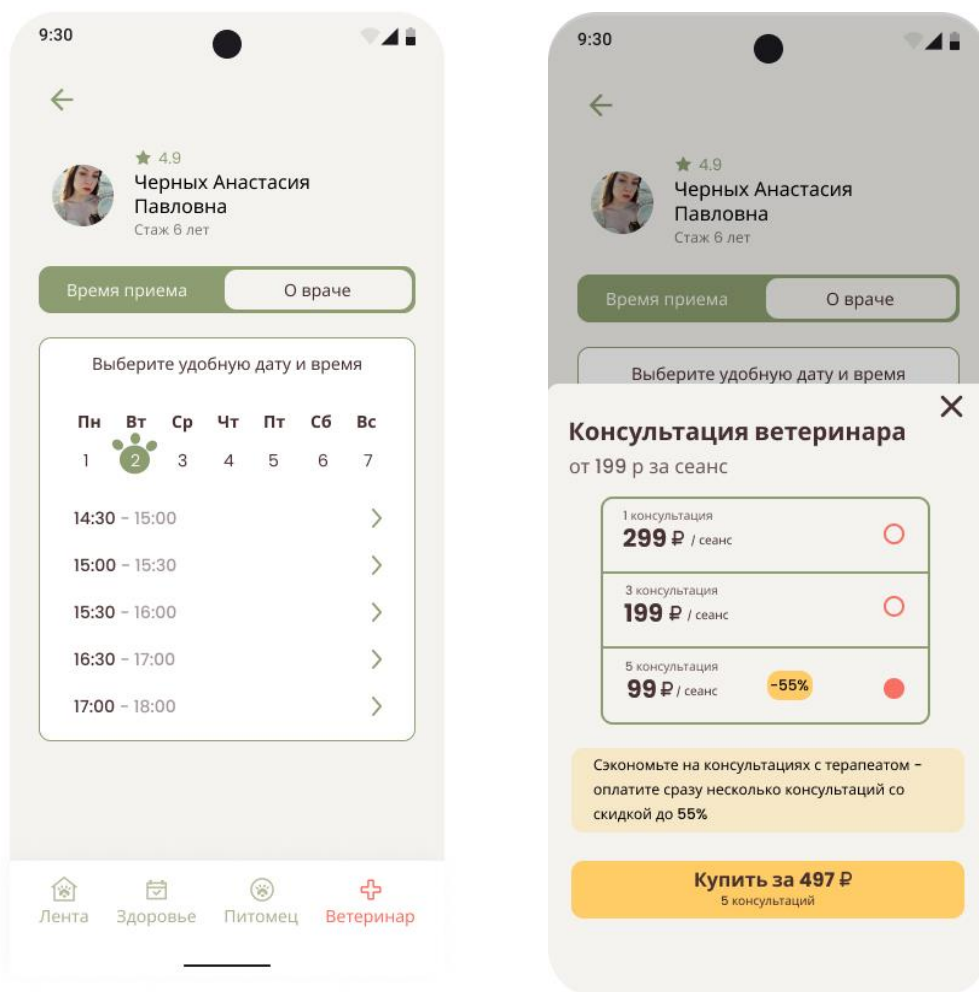 9:30
4.9
Черных Анастасия
Павловна
Стаж 6 лет
Время приема
О враче
Выберите удобную дату и время
Пн Вт Ср Чт Пт Сб Вс
1 2 3 4 5 6 7
14:30 - 15:00
15:00 - 15:30
15:30 - 16:00
16:30 - 17:00
17:00 - 18:00
Лента Здоровье Питомец Ветеринар
9:30
4.9
Черных Анастасия
Павловна
Стаж 6 лет
Время приема
О враче
Выберите удобную дату и время
Консультация ветеринара
от 199 р за сеанс
1 консультация
299 ₽ / сеанс
3 консультация
199 ₽ / сеанс
5 консультация
99 ₽ / сеанс -55%
Сэкономьте на консультациях с терапеатом -
оплатите сразу несколько консультаций со
скидкой до 55%
Купить за 497 ₽
5 консультаций